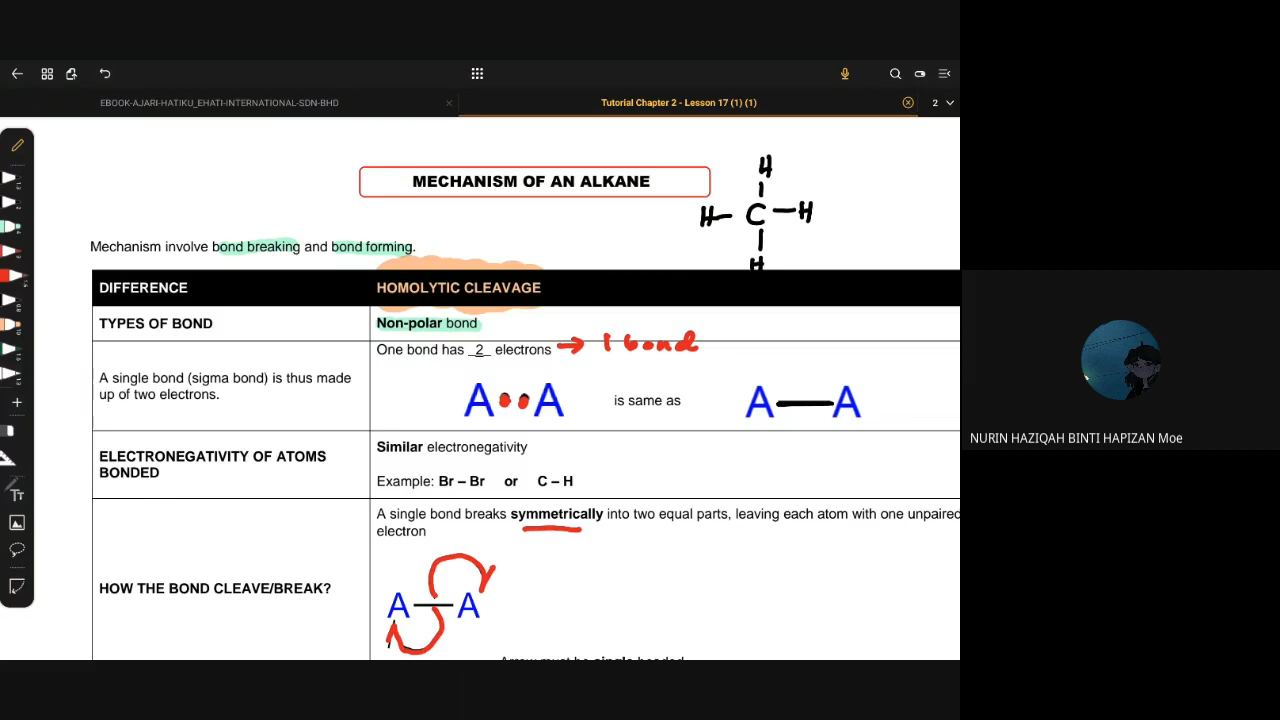 EBOOK-AJARI-HATIKU_EHATI-INTERNATIONAL-SDN-BHD
Tutorial Chapter 2 - Lesson 17 (1) (1)
2
MECHANISM OF AN ALKANE
H
H - C - H
H
Mechanism involve bond breaking and bond forming.
DIFFERENCE
HOMOLYTIC CLEAVAGE
TYPES OF BOND
Non-polar bond
One bond has _2_ electrons → 1 bond
A single bond (sigma bond) is thus made
up of two electrons.
A A is same as A A
ELECTRONEGATIVITY OF ATOMS
BONDED
Similar electronegativity
Example: Br – Br or C – H
A single bond breaks symmetrically into two equal parts, leaving each atom with one unpaired
electron
HOW THE BOND CLEAVE/BREAK?
A A
NURIN HAZIQAH BINTI HAPIZAN Moe